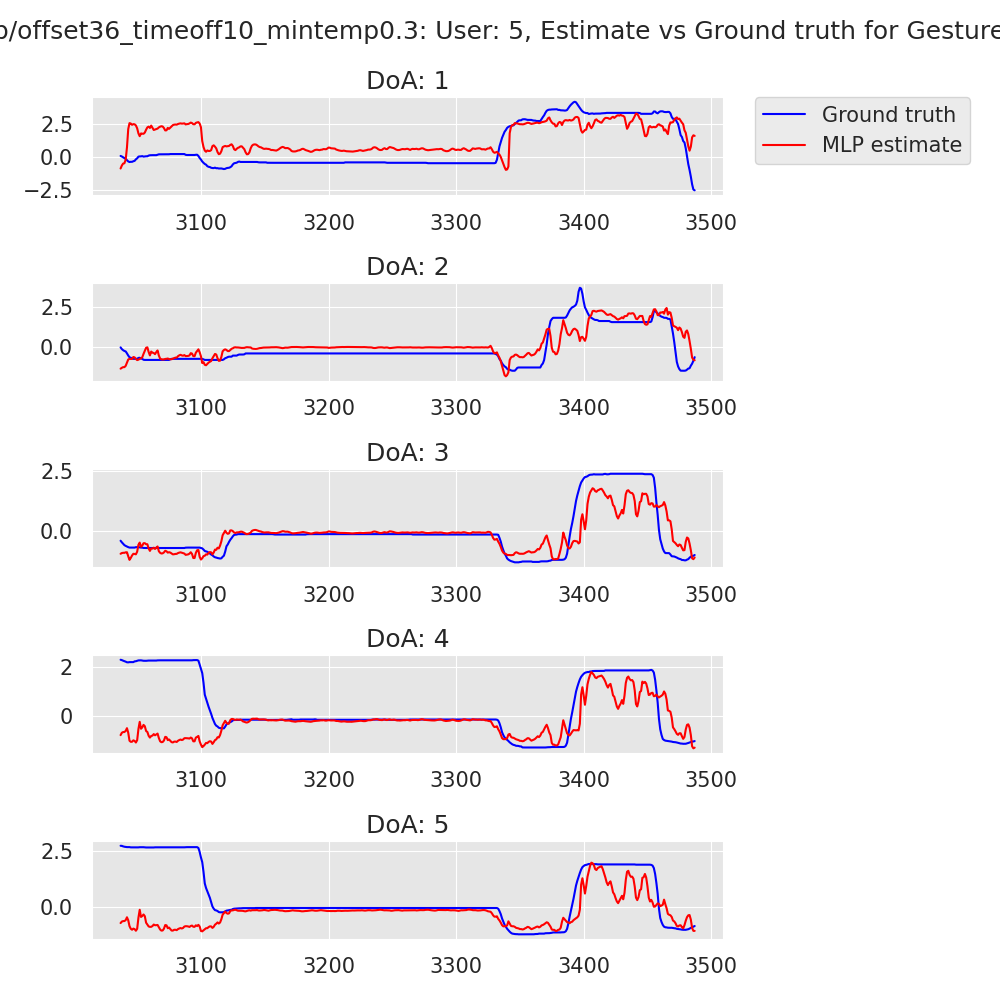 offset36_timeoff10_mintemp0.3: User: 5, Estimate vs Ground truth for Gesture
DoA: 1
2.5
0.0
−2.5
3100 3200 3300 3400 3500
Ground truth
MLP estimate
DoA: 2
2.5
0.0
3100 3200 3300 3400 3500
DoA: 3
2.5
0.0
3100 3200 3300 3400 3500
DoA: 4
2
0
3100 3200 3300 3400 3500
DoA: 5
2.5
0.0
3100 3200 3300 3400 3500